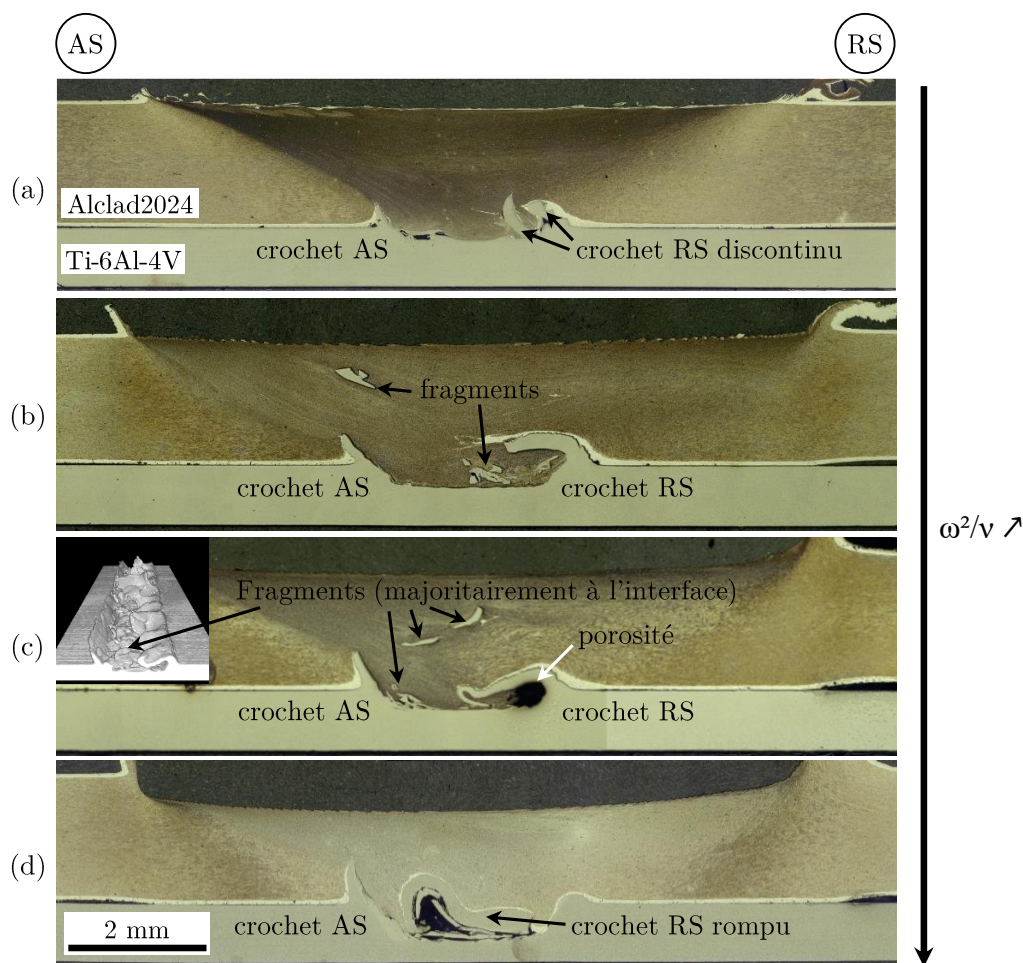 AS
RS
(a)
Alclad2024
Ti-6Al-4V
crochet AS
crochet RS discontinu
(b)
fragments
crochet AS
crochet RS
ω²/ν ↗
(c)
Fragments (majoritairement à l'interface)
porosité
crochet AS
crochet RS
(d)
crochet AS
crochet RS rompu
2 mm